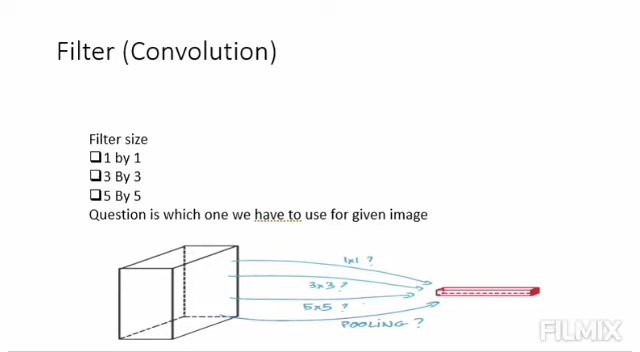 Filter (Convolution)
Filter size
❑1 by 1
❑3 By 3
❑5 By 5
Question is which one we have to use for given image
1x1 ?
3x3 ?
5x5 ?
POOLING ?
FILMIX